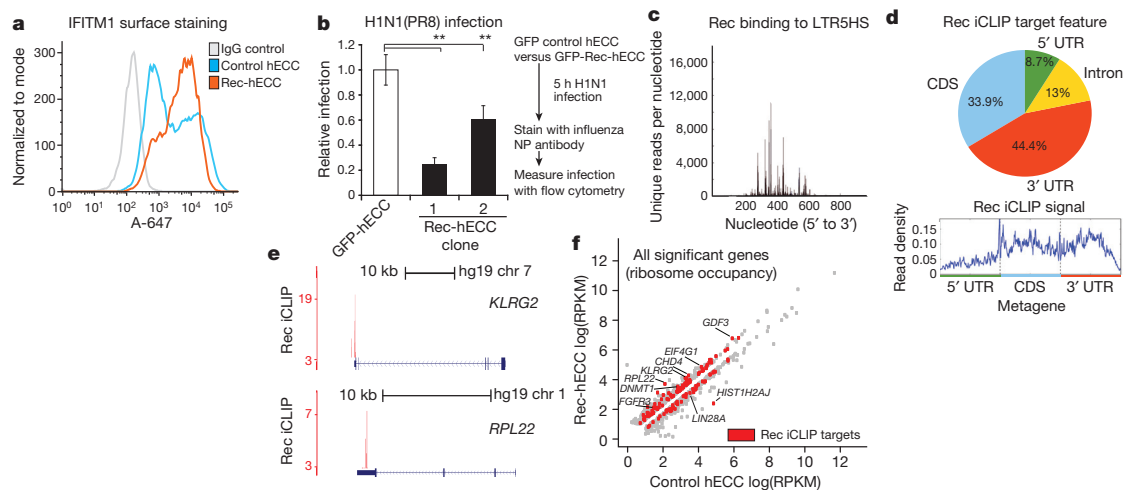 a
IFITM1 surface staining
Normalized to mode
300
200
100
0
10⁰ 10¹ 10² 10³ 10⁴ 10⁵
A-647
IgG control
Control hECC
Rec-hECC
b
H1N1(PR8) infection
Relative infection
1.2
1.0
0.8
0.6
0.4
0.2
0
** **
GFP-hECC
1 2
Rec-hECC
clone
GFP control hECC
versus GFP-Rec-hECC
5 h H1N1
infection
Stain with influenza
NP antibody
Measure infection
with flow cytometry
c
Rec binding to LTR5HS
Unique reads per nucleotide
16,000
12,000
8,000
4,000
0
200 400 600 800
Nucleotide (5′ to 3′)
d
Rec iCLIP target feature
5′ UTR
8.7%
Intron
13%
CDS
33.9%
44.4%
3′ UTR
Rec iCLIP signal
Read density
0.15
0.10
0.05
0
5′ UTR CDS 3′ UTR
Metagene
e
10 kb hg19 chr 7
Rec iCLIP
19
3
KLRG2
10 kb hg19 chr 1
Rec iCLIP
7
3
RPL22
f
All significant genes
(ribosome occupancy)
Rec-hECC log(RPKM)
12
10
8
6
4
2
0
GDF3
EIF4G1
CHD4
KLRG2
RPL22
DNMT1
FGFR3
HIST1H2AJ
LIN28A
Rec iCLIP targets
0 2 4 6 8 10 12
Control hECC log(RPKM)